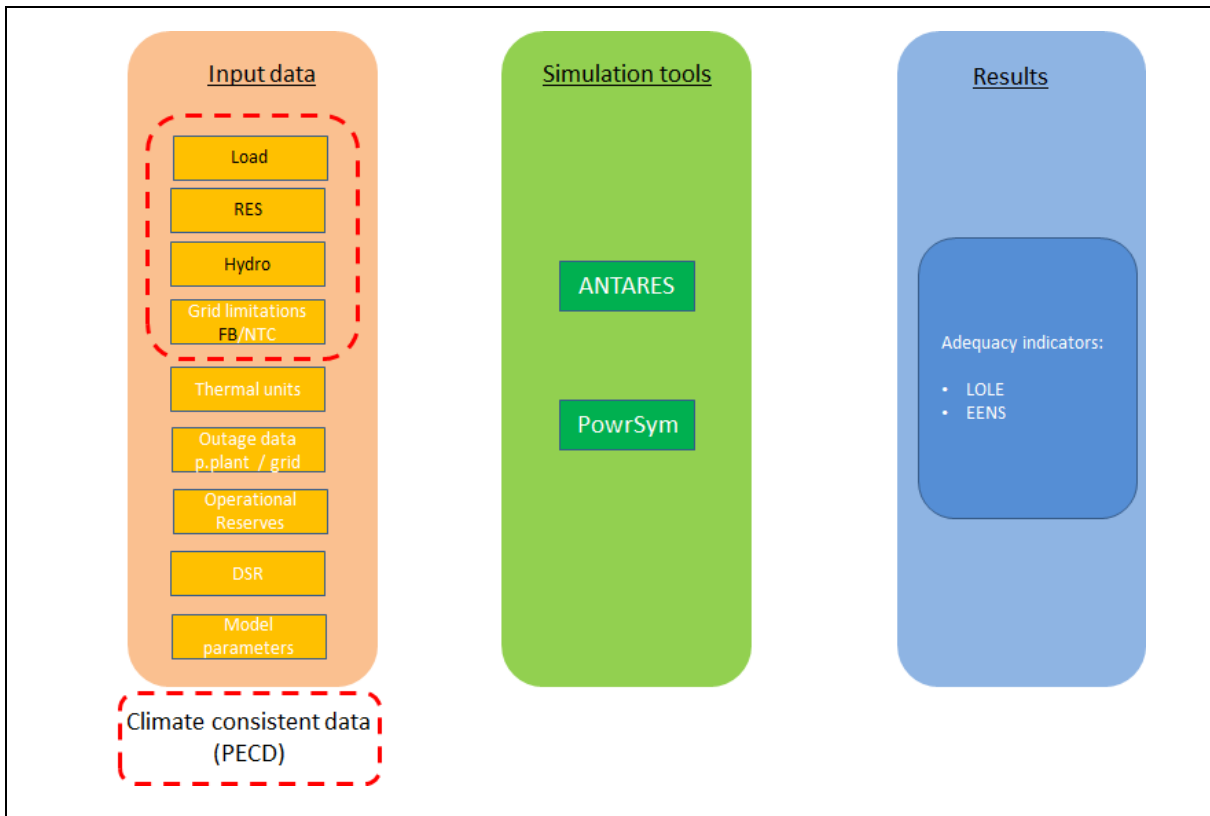 Input data
Load
RES
Hydro
Grid limitations
FB/NTC
Thermal units
Outage data
p.plant / grid
Operational
Reserves
DSR
Model
parameters
Climate consistent data
(PECD)
Simulation tools
ANTARES
PowrSym
Results
Adequacy indicators:
• LOLE
• EENS